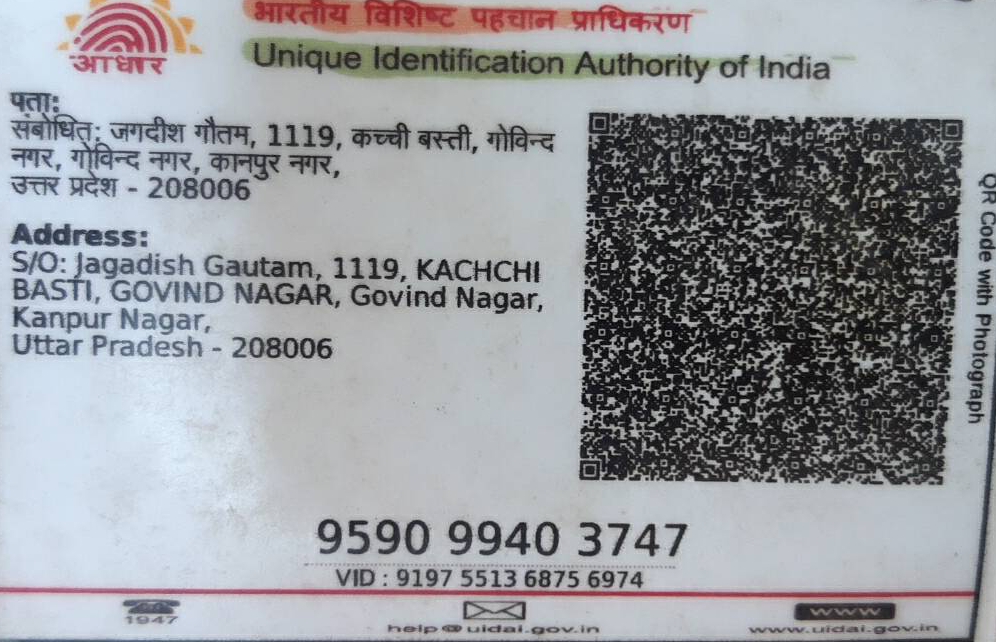 भारतीय विशिष्ट पहचान प्राधिकरण
आधार
Unique Identification Authority of India
पता:
संबोधित: जगदीश गौतम, 1119, कच्ची बस्ती, गोविन्द
नगर, गोविन्द नगर, कानपुर नगर,
उत्तर प्रदेश - 208006
Address:
S/O: Jagadish Gautam, 1119, KACHCHI
BASTI, GOVIND NAGAR, Govind Nagar,
Kanpur Nagar,
Uttar Pradesh - 208006
QR Code with Photograph
9590 9940 3747
VID : 9197 5513 6875 6974
1947
help@uidai.gov.in
www
www.uidai.gov.in